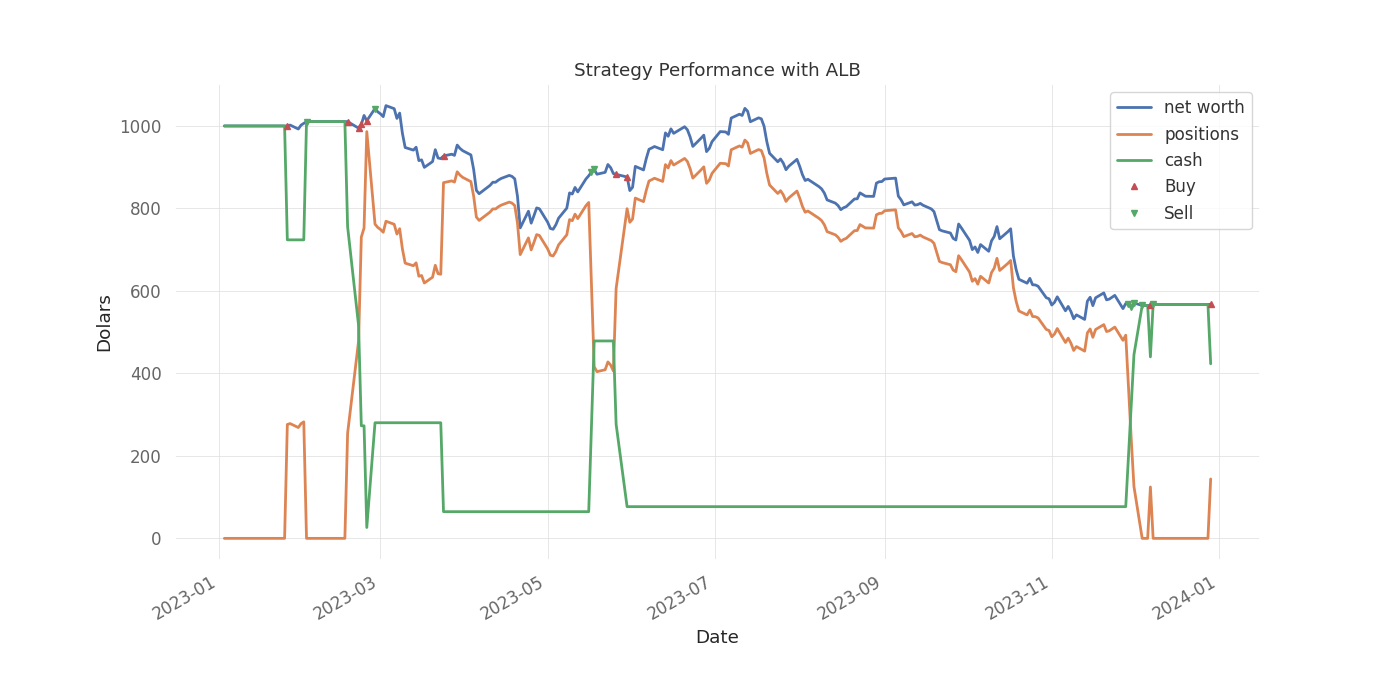 Strategy Performance with ALB
net worth
positions
cash
Buy
Sell
Dolars
1000
800
600
400
200
0
2023-01
2023-03
2023-05
2023-07
2023-09
2023-11
2024-01
Date